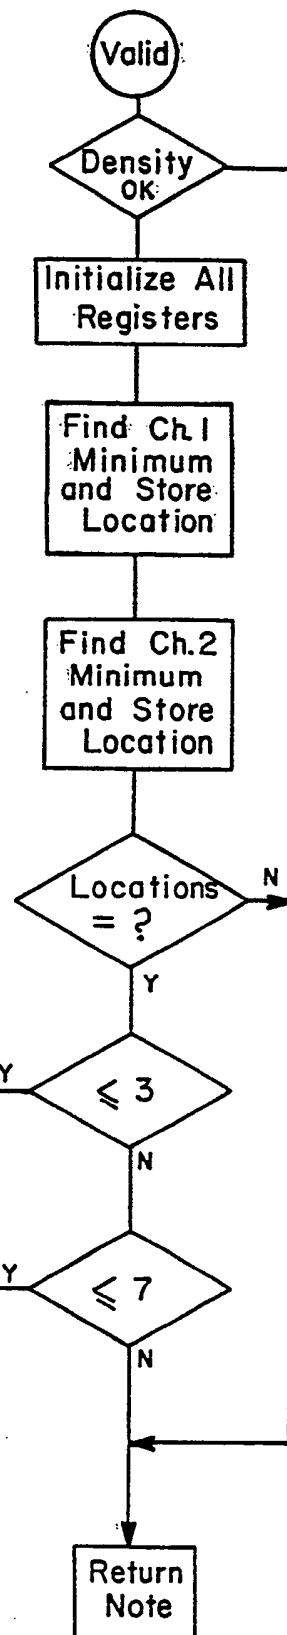 Valid
Density
OK
Initialize All
Registers
Find Ch.1
Minimum
and Store
Location
Find Ch.2
Minimum
and Store
Location
Locations
= ?
N
Y
Y
≤ 3
N
Y
≤ 7
N
Return
Note